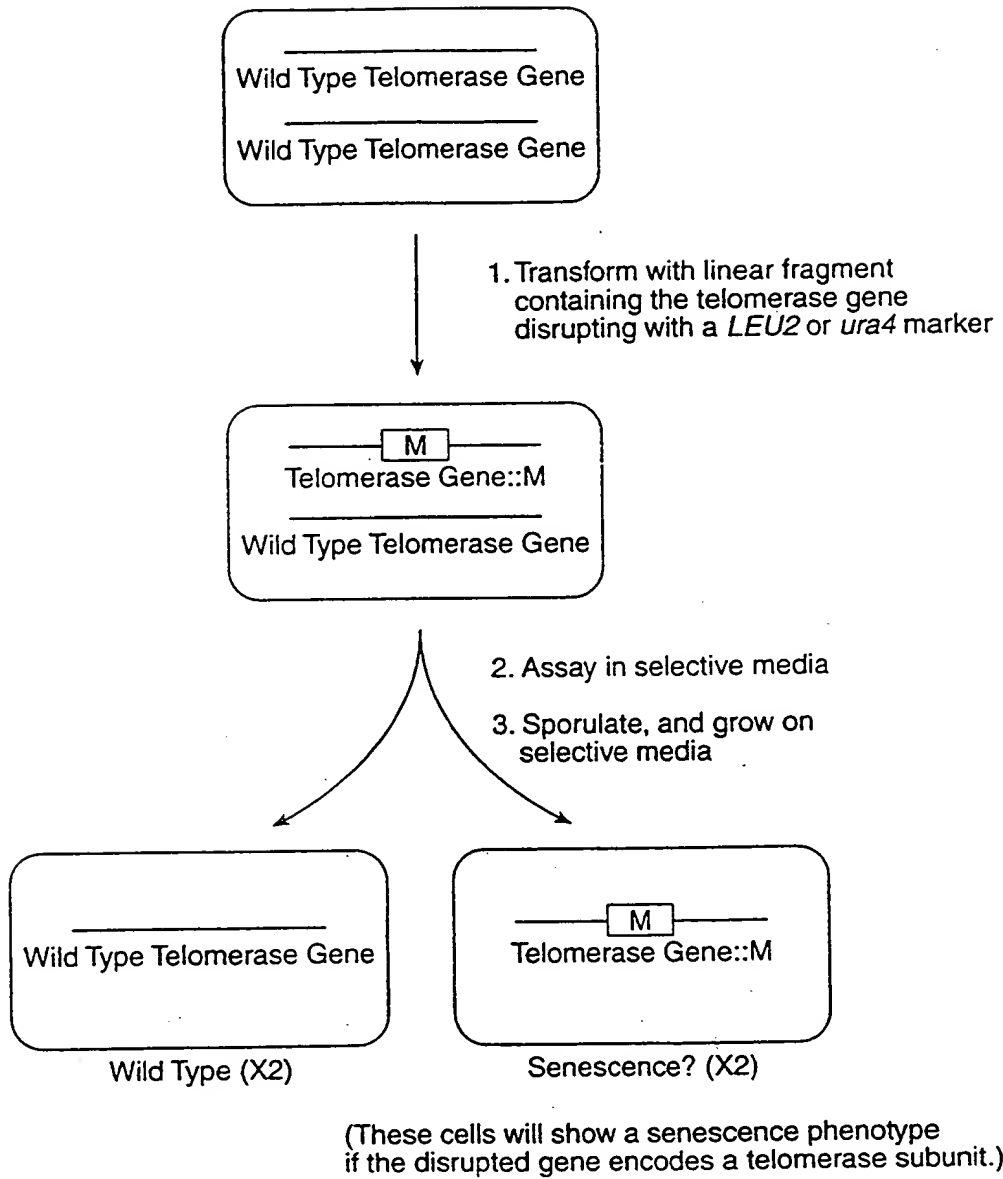 Wild Type Telomerase Gene
Wild Type Telomerase Gene
1. Transform with linear fragment
containing the telomerase gene
disrupting with a LEU2 or ura4 marker
M
Telomerase Gene::M
Wild Type Telomerase Gene
2. Assay in selective media
3. Sporulate, and grow on
selective media
Wild Type Telomerase Gene
Wild Type (X2)
M
Telomerase Gene::M
Senescence? (X2)
(These cells will show a senescence phenotype
if the disrupted gene encodes a telomerase subunit.)